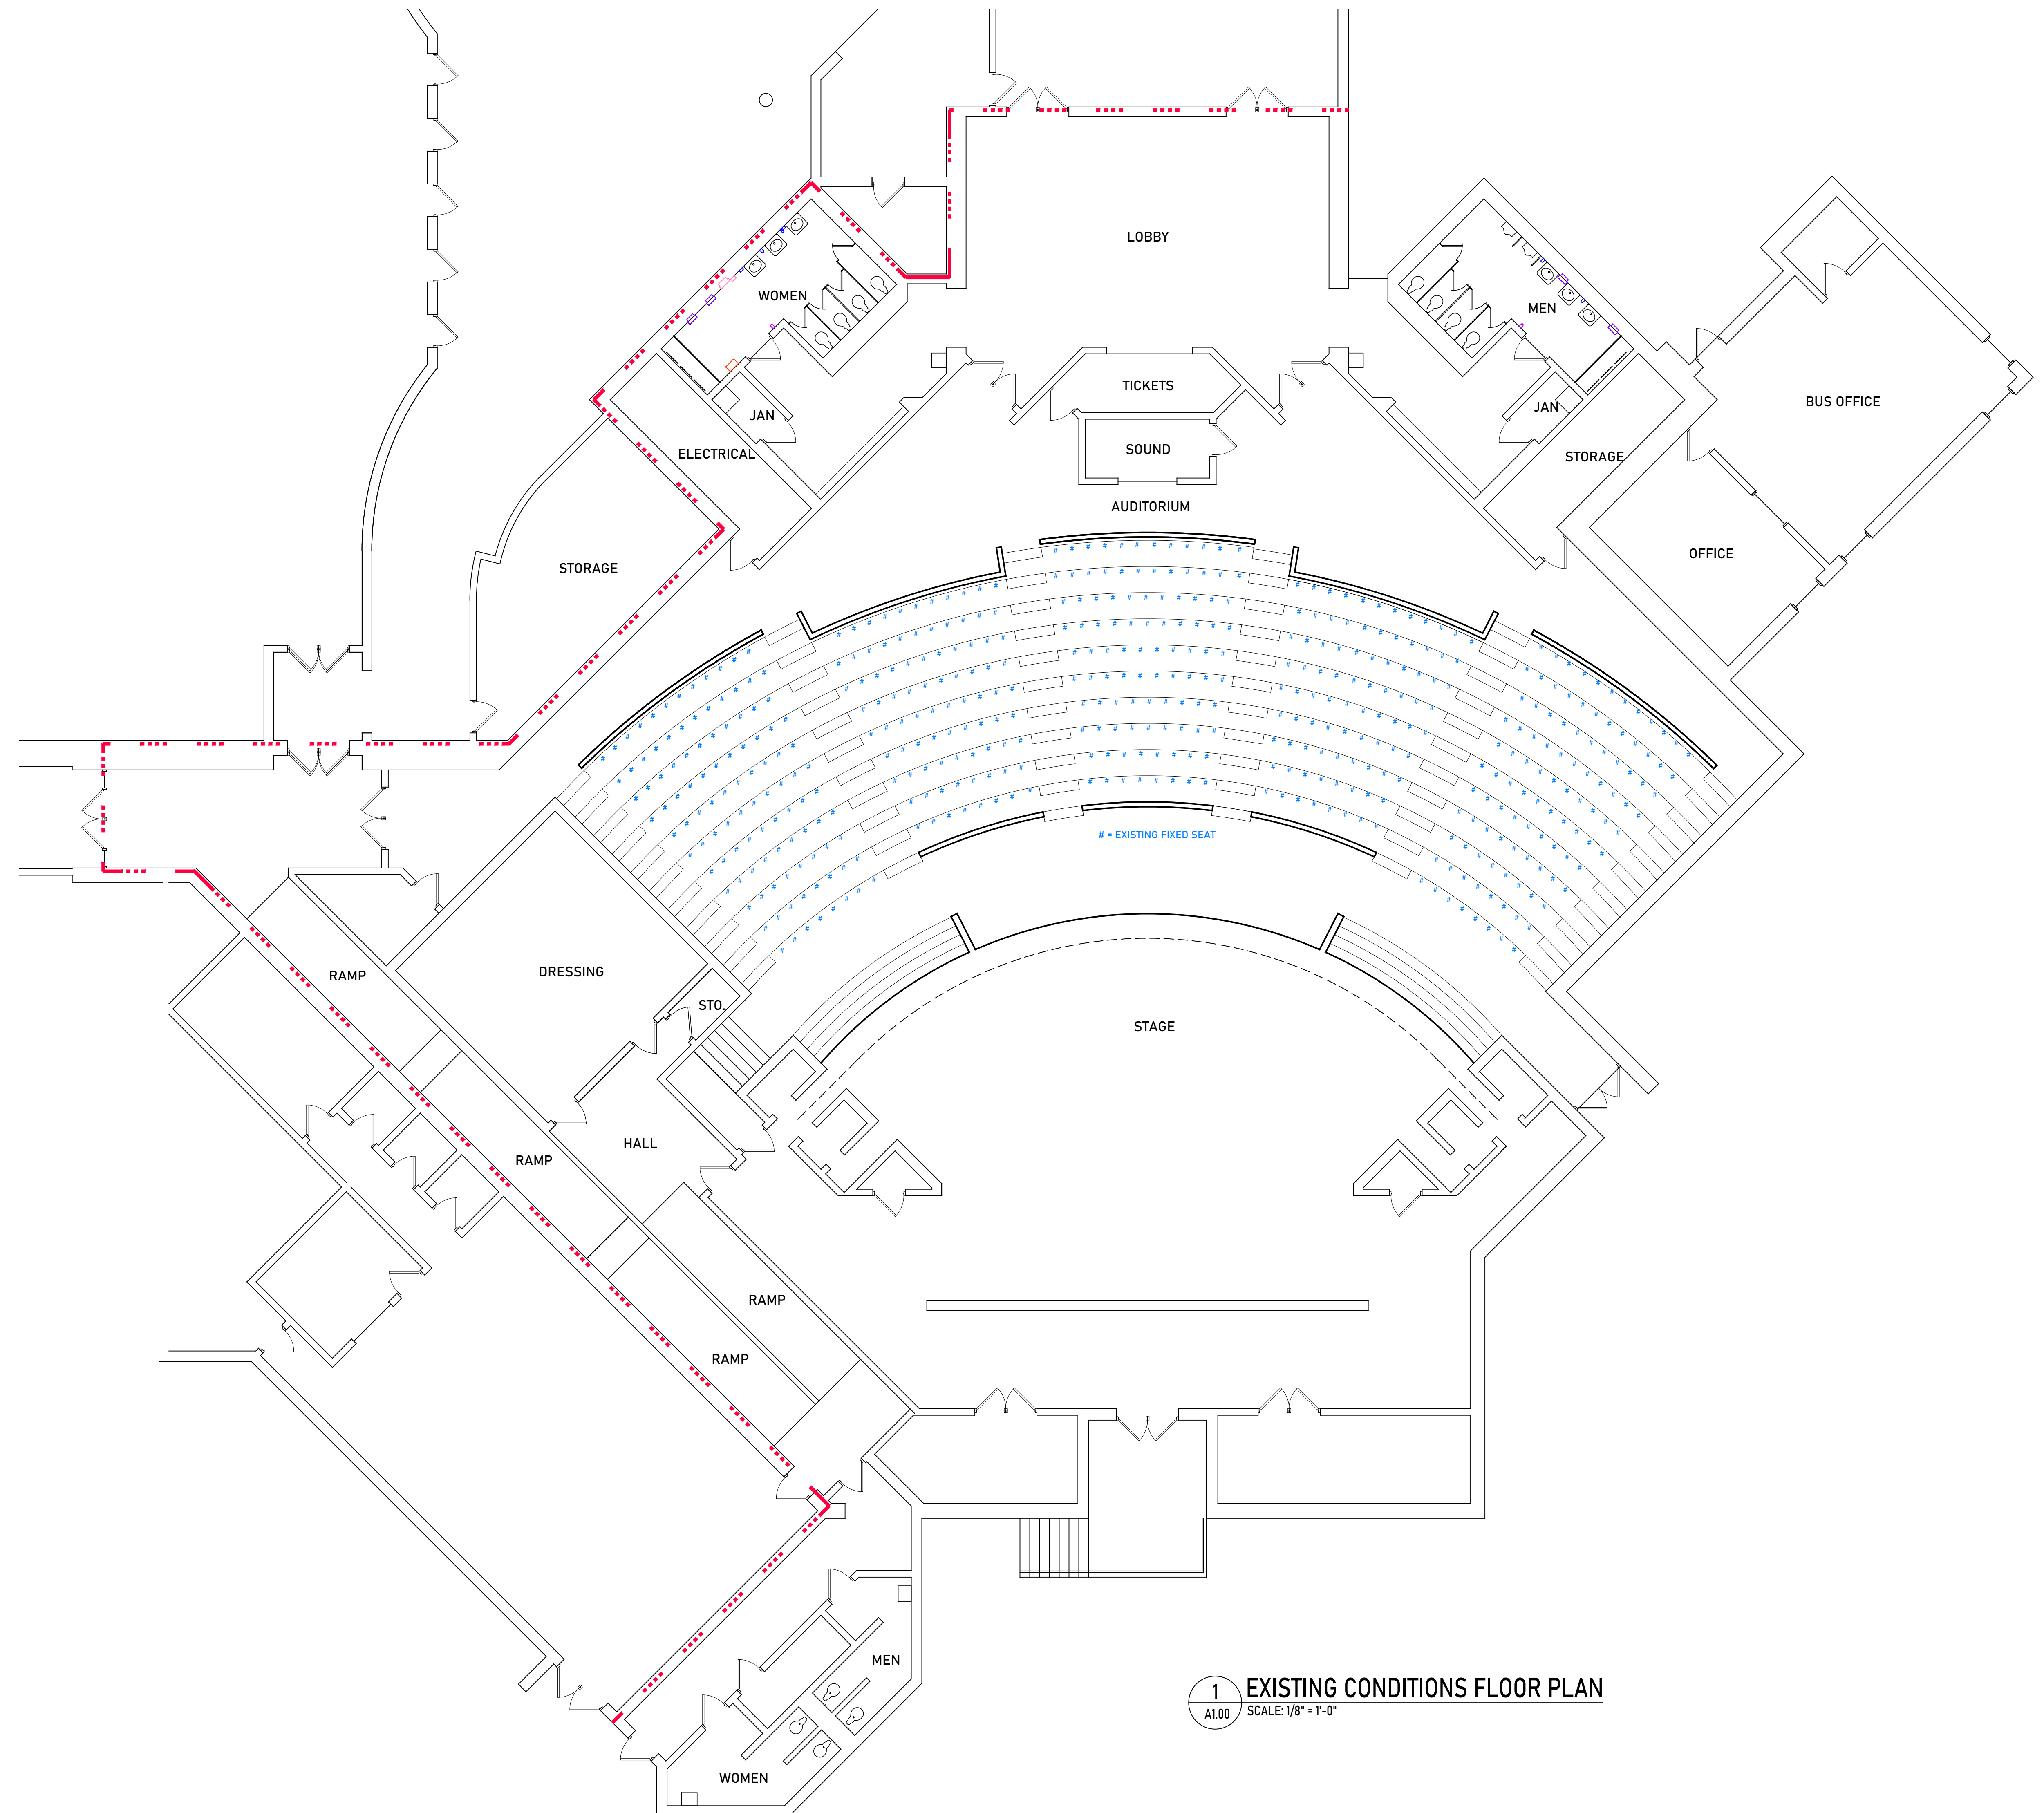 LOBBY
WOMEN
MEN
TICKETS
BUS OFFICE
JAN
JAN
SOUND
ELECTRICAL
STORAGE
AUDITORIUM
OFFICE
STORAGE
# = EXISTING FIXED SEAT
DRESSING
RAMP
STO.
STAGE
HALL
RAMP
RAMP
RAMP
MEN
WOMEN
1
A1.00
EXISTING CONDITIONS FLOOR PLAN
SCALE: 1/8" = 1'-0"